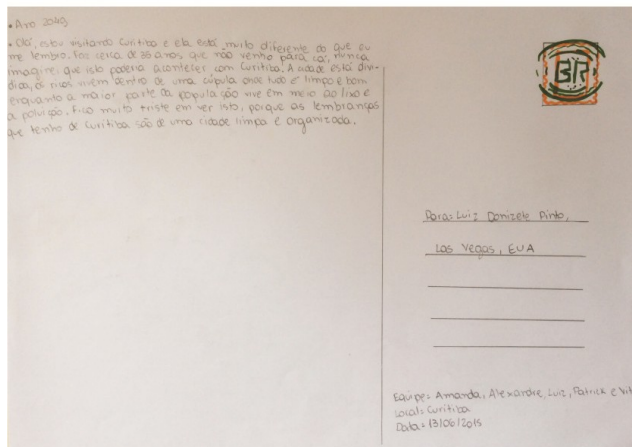 • Ano 2049
• Olá, estou visitando Curitiba e ela está muito diferente do que eu
me lembro. Faz cerca de 35 anos que não venho para cá, nunca
imaginei que isto poderia acontecer com Curitiba. A cidade está divi-
dida, os ricos vivem dentro de uma cúpula onde tudo é limpo e bom
enquanto a maior parte da população vive em meio ao lixo e
a poluição. Fico muito triste em ver isto, porque as lembranças
que tenho de Curitiba são de uma cidade limpa e organizada.
BR
Para: Luiz Donizete Pinto,
Las Vegas, EUA
Equipe: Amanda, Alexandre, Luiz, Patrick e Vit
Local: Curitiba
Data: 13/06/2015